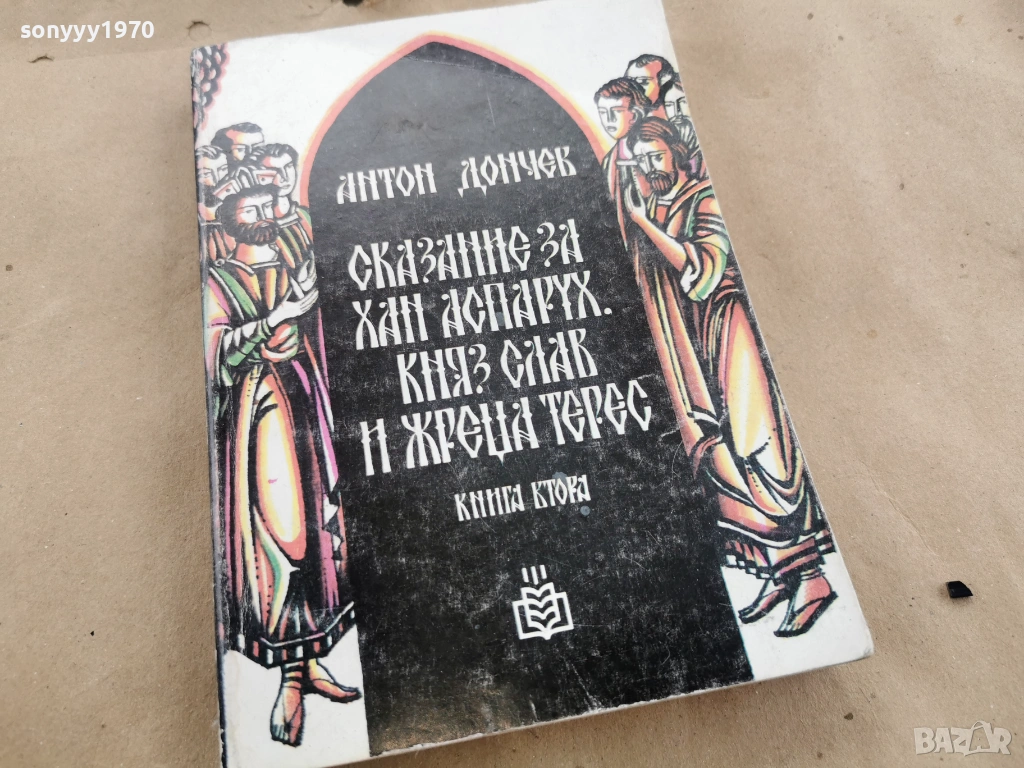 sonyyy1970
АНТОН ДОНЧЕВ
СКАЗАНИЕ ЗА
ХАН АСПАРУХ.
КНЯЗ СЛАВ
И ЖРЕЦА ТЕРЕС
КНИГА ВТОРА
BAZAR